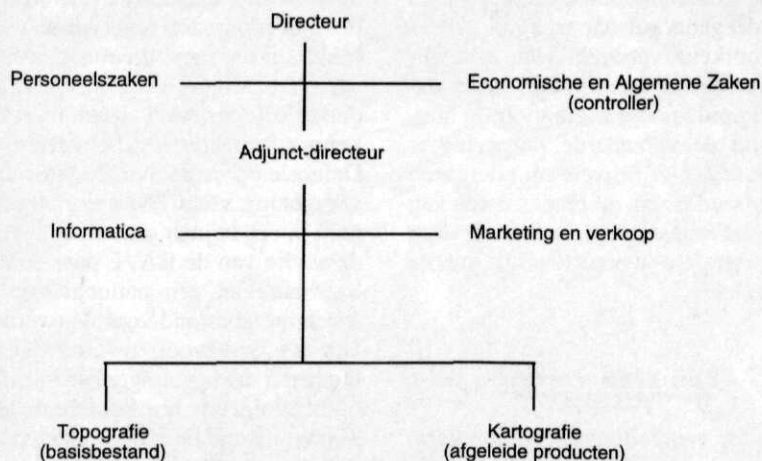 Directeur
Personeelszaken
Economische en Algemene Zaken
(controller)
Adjunct-directeur
Informatica
Marketing en verkoop
Topografie
(basisbestand)
Kartografie
(afgeleide producten)